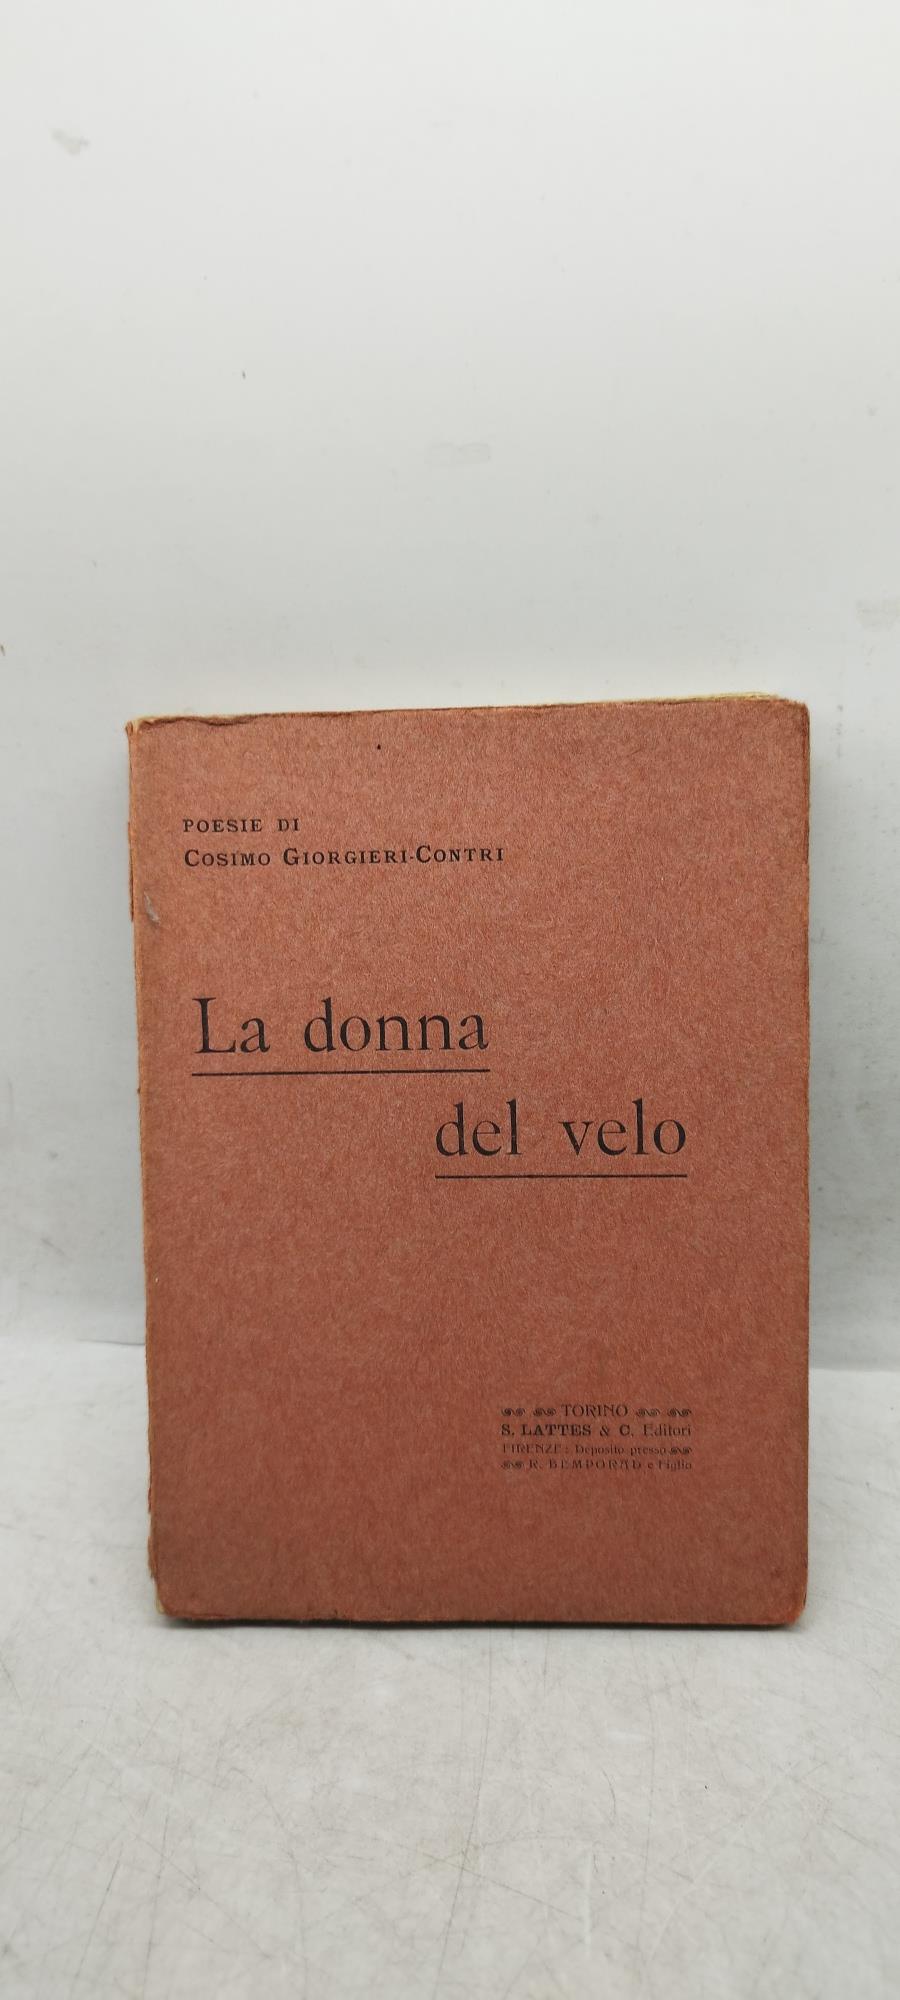 POESIE DI
COSIMO GIORGIERI-CONTRI
La donna
del velo
TORINO
S. LATTES & C. Editori
FIRENZE: Deposito presso
R. BEMPORAD e Figlio